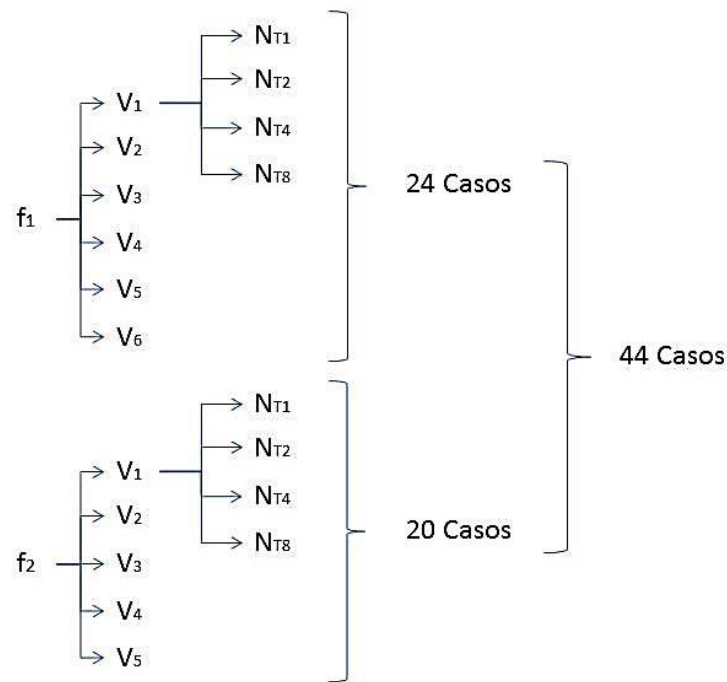 NT1
NT2
V1
NT4
V2
NT8
V3
24 Casos
f1
V4
V5
V6
44 Casos
NT1
NT2
V1
NT4
V2
20 Casos
NT8
f2
V3
V4
V5